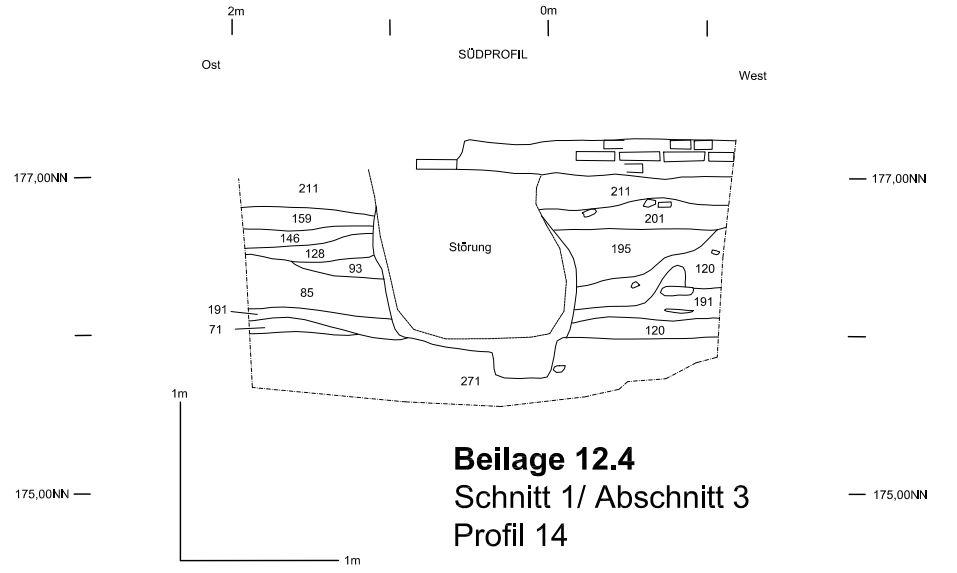 2m 0m
SÜDPROFIL
Ost
West
177,00NN 177,00NN
211 211
159 201
146
128 195
Störung
93 120
85
191 191
71 120
271
1m
Beilage 12.4
Schnitt 1/ Abschnitt 3
175,00NN 175,00NN
Profil 14
1m